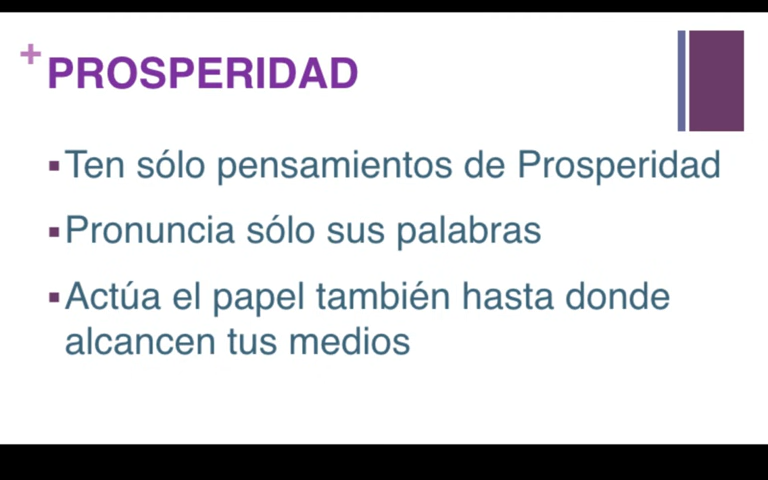 +
PROSPERIDAD
▪Ten sólo pensamientos de Prosperidad
▪Pronuncia sólo sus palabras
▪Actúa el papel también hasta donde
alcancen tus medios